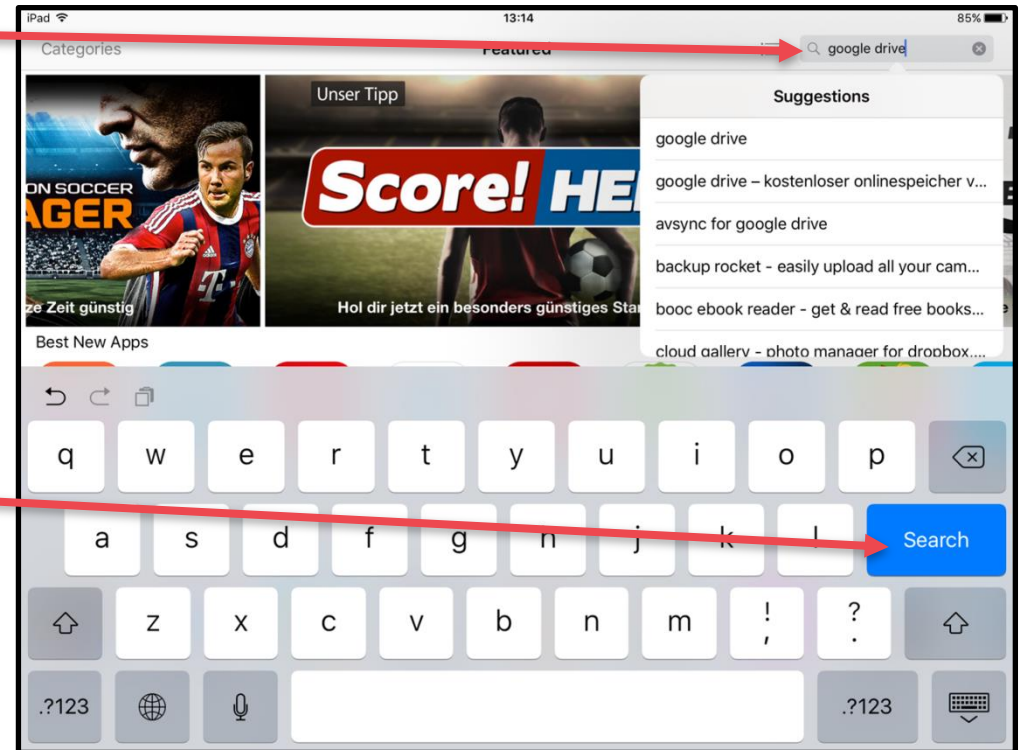 iPad 13:14 85%
Categories Featured google drive
Unser Tipp
Suggestions
google drive
google drive – kostenloser onlinespeicher v...
avsync for google drive
backup rocket - easily upload all your cam...
booc ebook reader - get & read free books...
cloud gallery - photo manager for dropbox....
ON SOCCER
AGER
Score! HE
ze Zeit günstig
Hol dir jetzt ein besonders günstiges Star
Best New Apps
q w e r t y u i o p
a s d f g h j k l Search
z x c v b n m ! , ? .
.?123 .?123